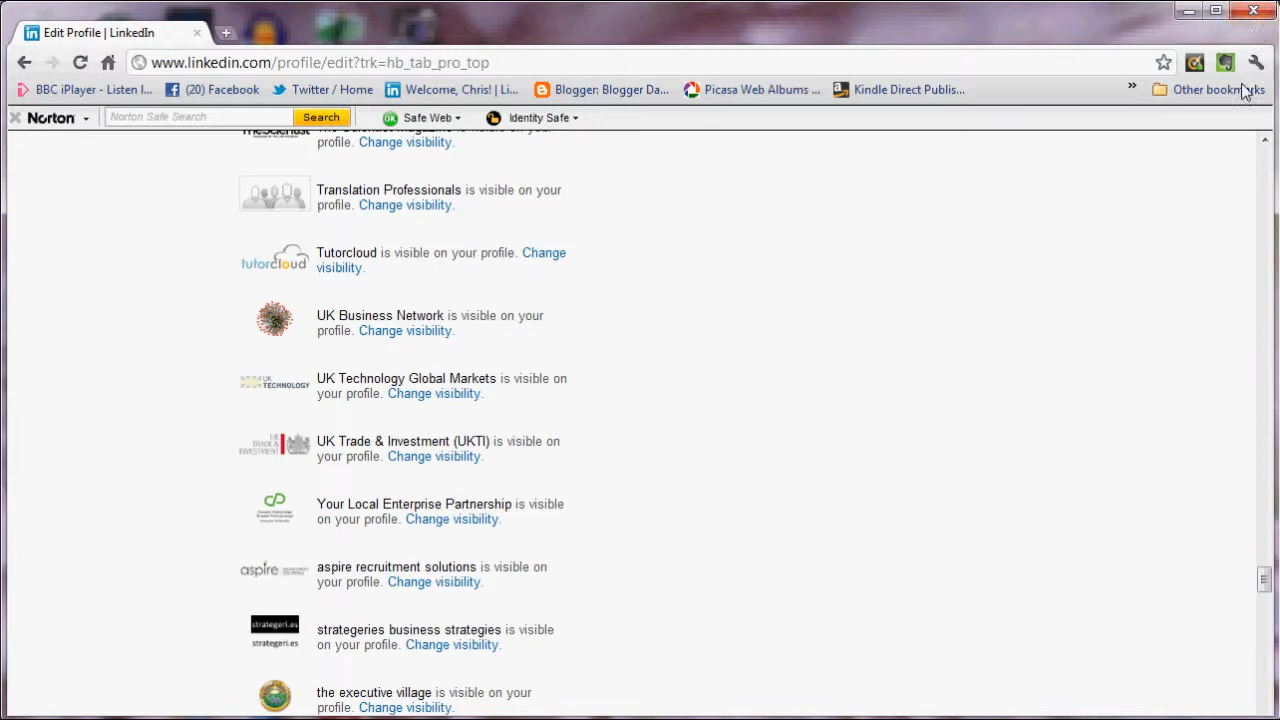 Edit Profile | LinkedIn
www.linkedin.com/profile/edit?trk=hb_tab_pro_top
BBC iPlayer - Listen l... (20) Facebook Twitter / Home Welcome, Chris! | Li... Blogger: Blogger Da... Picasa Web Albums ... Kindle Direct Publis... » Other bookmarks
Norton Norton Safe Search Search OK Safe Web Identity Safe
profile. Change visibility.
Translation Professionals is visible on your
profile. Change visibility.
tutorcloud
Tutorcloud is visible on your profile. Change
visibility.
UK Business Network is visible on your
profile. Change visibility.
UK TECHNOLOGY
UK Technology Global Markets is visible on
your profile. Change visibility.
UK TRADE & INVESTMENT
UK Trade & Investment (UKTI) is visible on
your profile. Change visibility.
Your Local Enterprise Partnership is visible
on your profile. Change visibility.
aspire
aspire recruitment solutions is visible on
your profile. Change visibility.
strategeri.es
strategeri.es
strategeries business strategies is visible
on your profile. Change visibility.
the executive village is visible on your
profile. Change visibility.